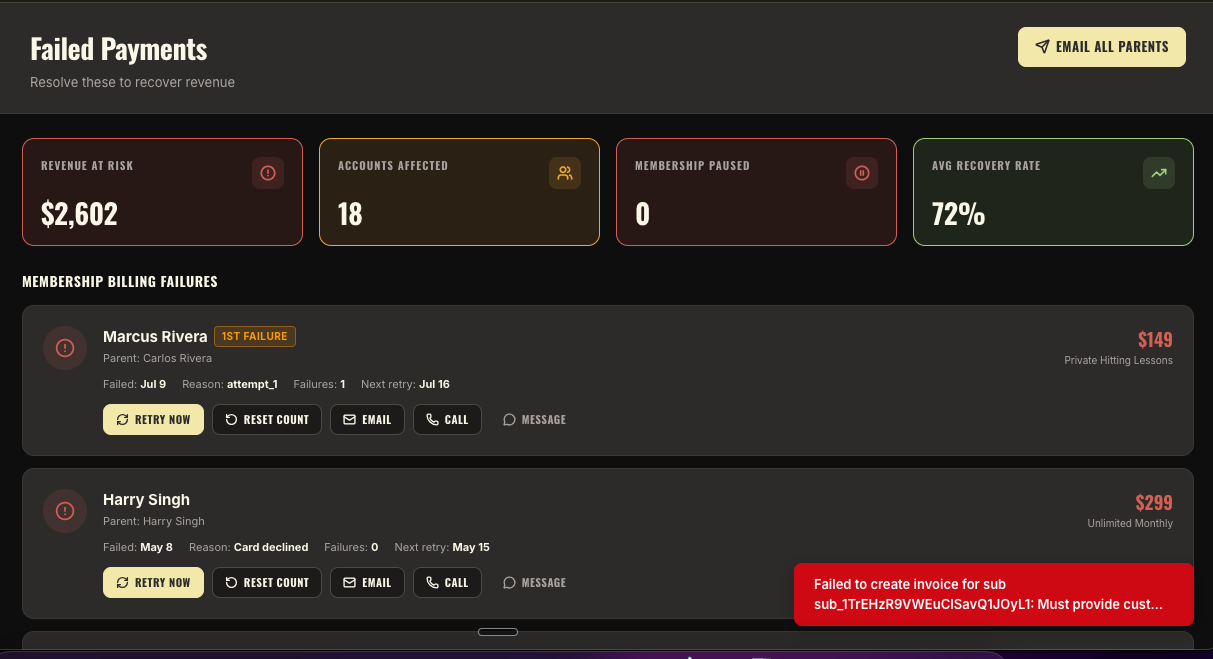 Failed Payments
Resolve these to recover revenue
EMAIL ALL PARENTS
REVENUE AT RISK
$2,602
ACCOUNTS AFFECTED
18
MEMBERSHIP PAUSED
0
AVG RECOVERY RATE
72%
MEMBERSHIP BILLING FAILURES
Marcus Rivera 1ST FAILURE
Parent: Carlos Rivera
Failed: Jul 9 Reason: attempt_1 Failures: 1 Next retry: Jul 16
RETRY NOW RESET COUNT EMAIL CALL MESSAGE
$149
Private Hitting Lessons
Harry Singh
Parent: Harry Singh
Failed: May 8 Reason: Card declined Failures: 0 Next retry: May 15
RETRY NOW RESET COUNT EMAIL CALL MESSAGE
$299
Unlimited Monthly
Failed to create invoice for sub
sub_1TrEHzR9VWEuClSavQ1JOyL1: Must provide cust...